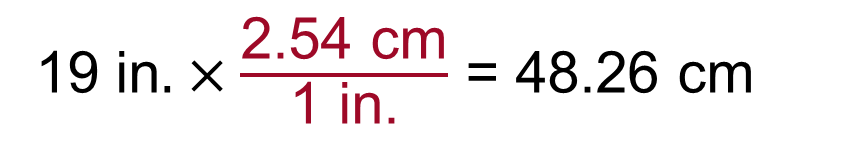 19 in. × 2.54 cm / 1 in. = 48.26 cm